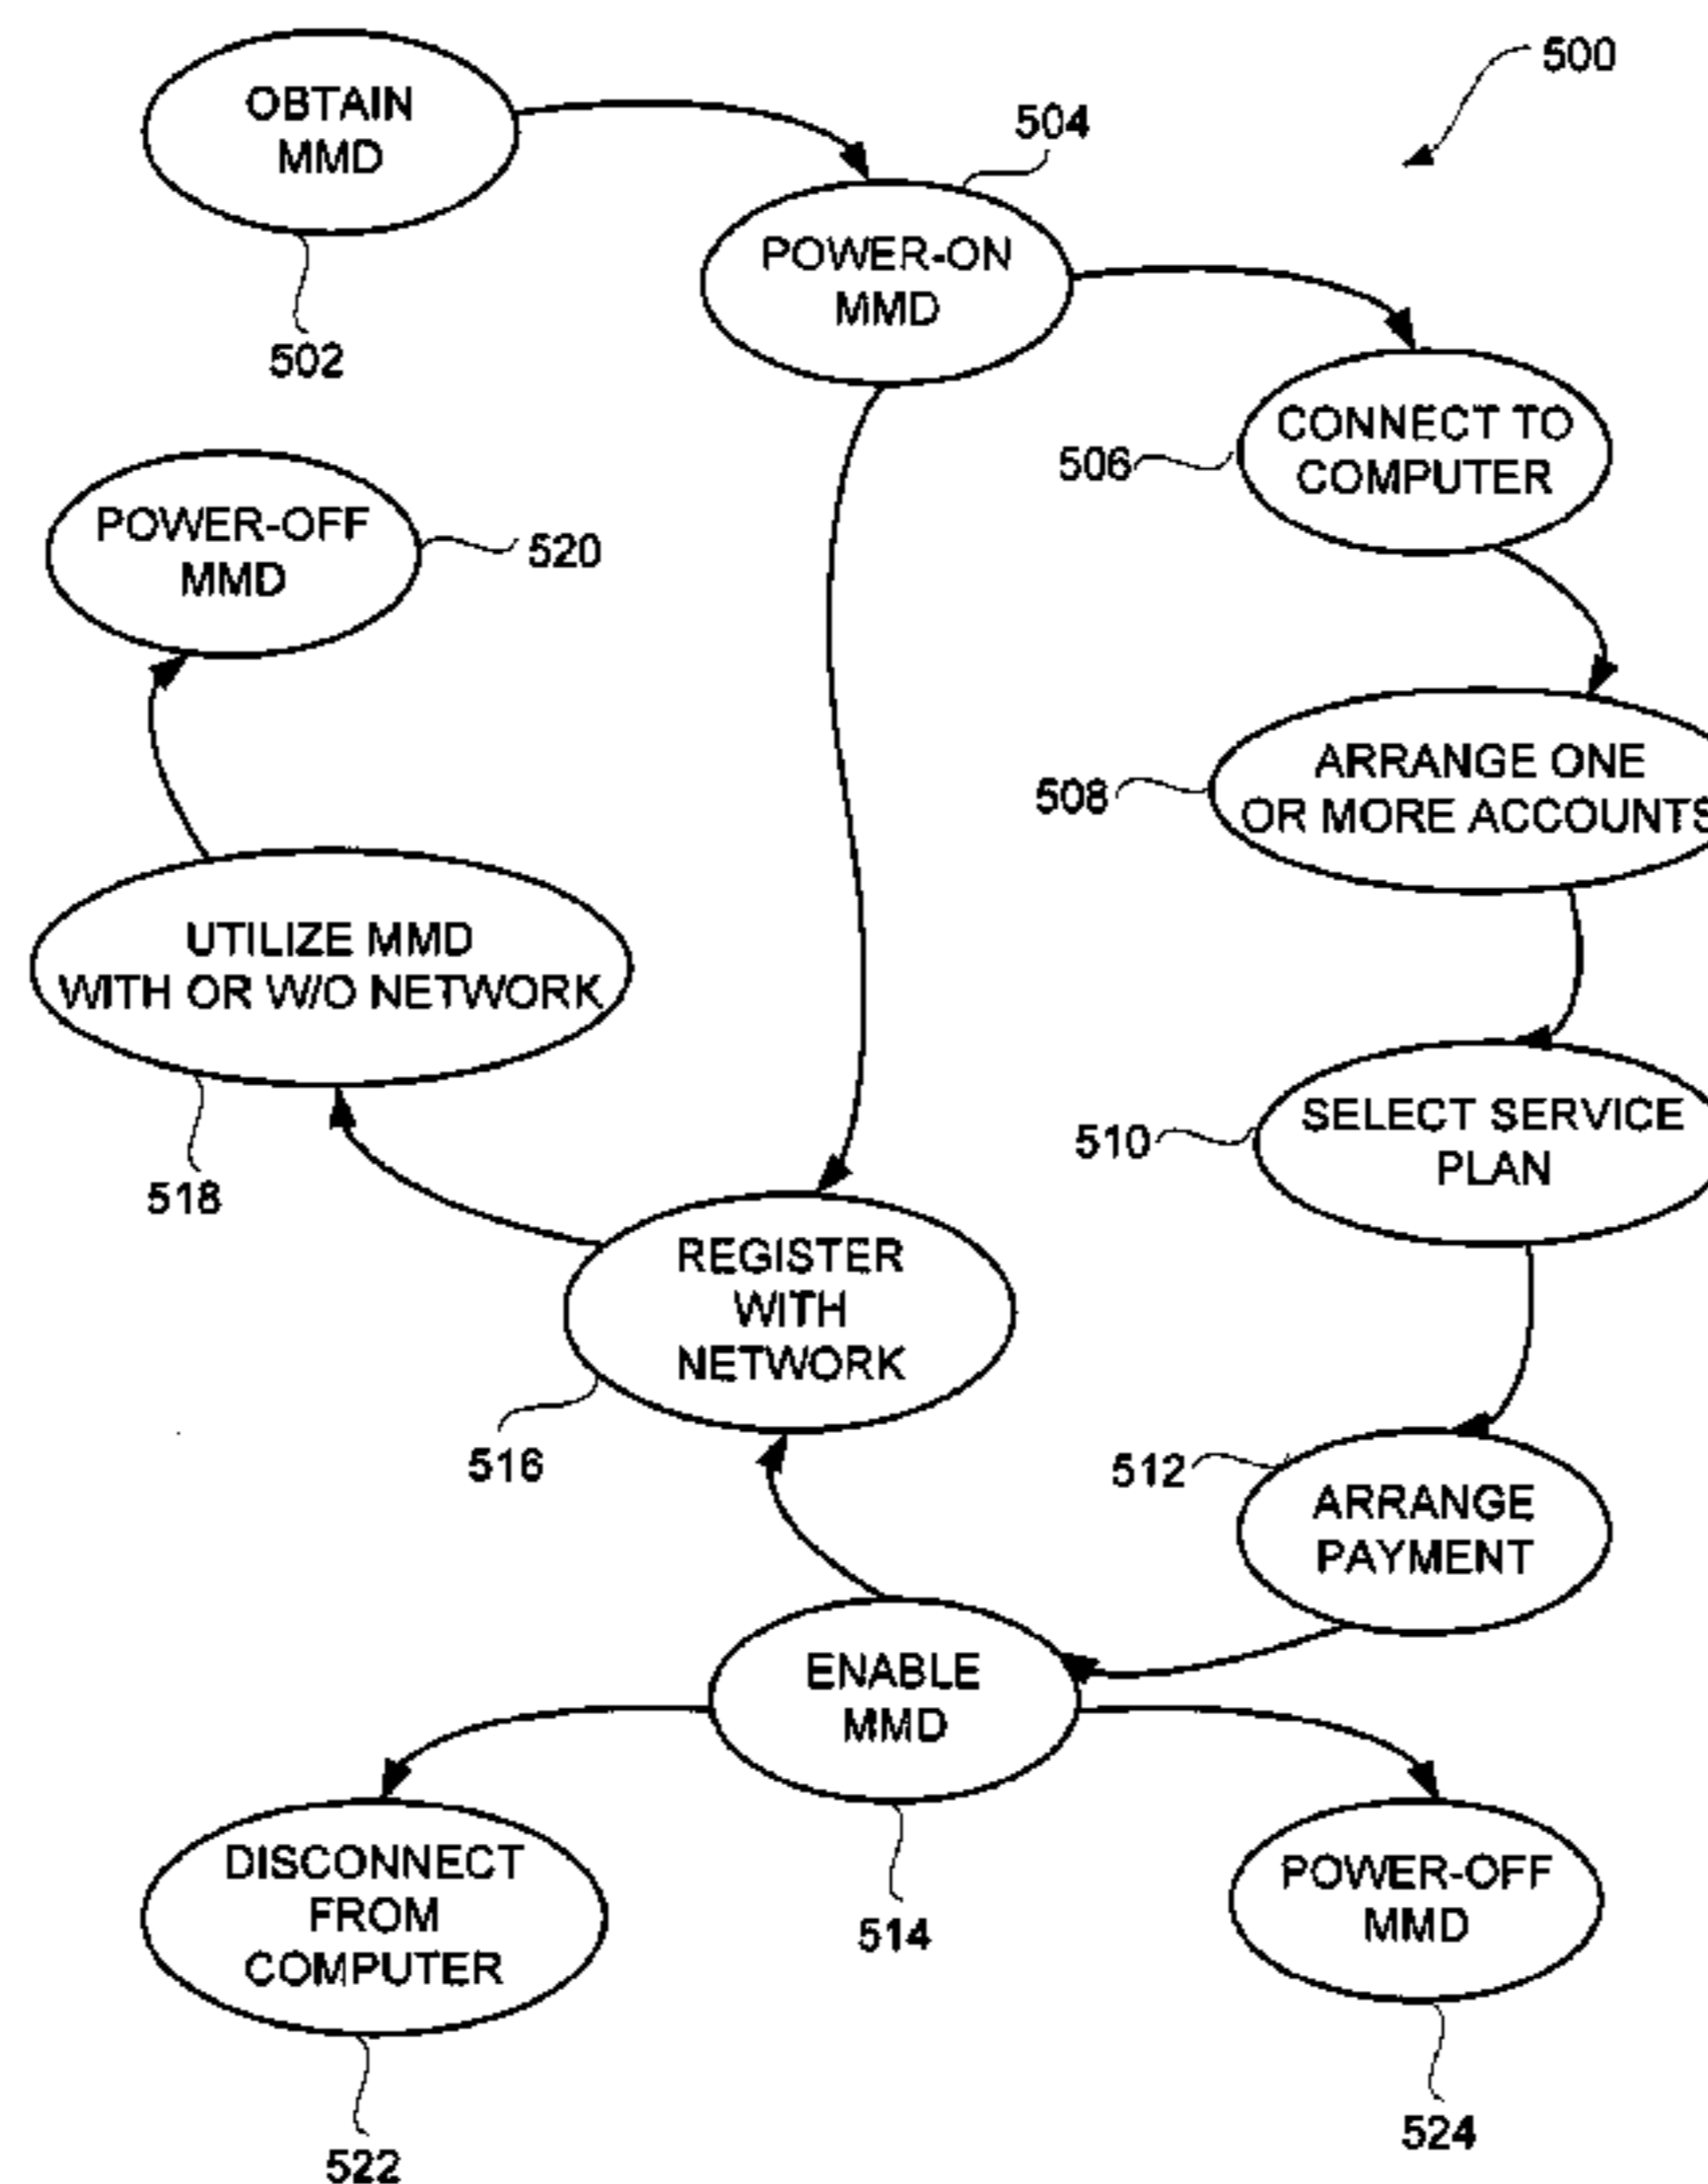 500
OBTAIN
MMD
502
504
POWER-ON
MMD
506
CONNECT TO
COMPUTER
POWER-OFF
MMD
520
508
ARRANGE ONE
OR MORE ACCOUNTS
UTILIZE MMD
WITH OR W/O NETWORK
518
510
SELECT SERVICE
PLAN
REGISTER
WITH
NETWORK
516
512
ARRANGE
PAYMENT
ENABLE
MMD
514
DISCONNECT
FROM
COMPUTER
522
POWER-OFF
MMD
524